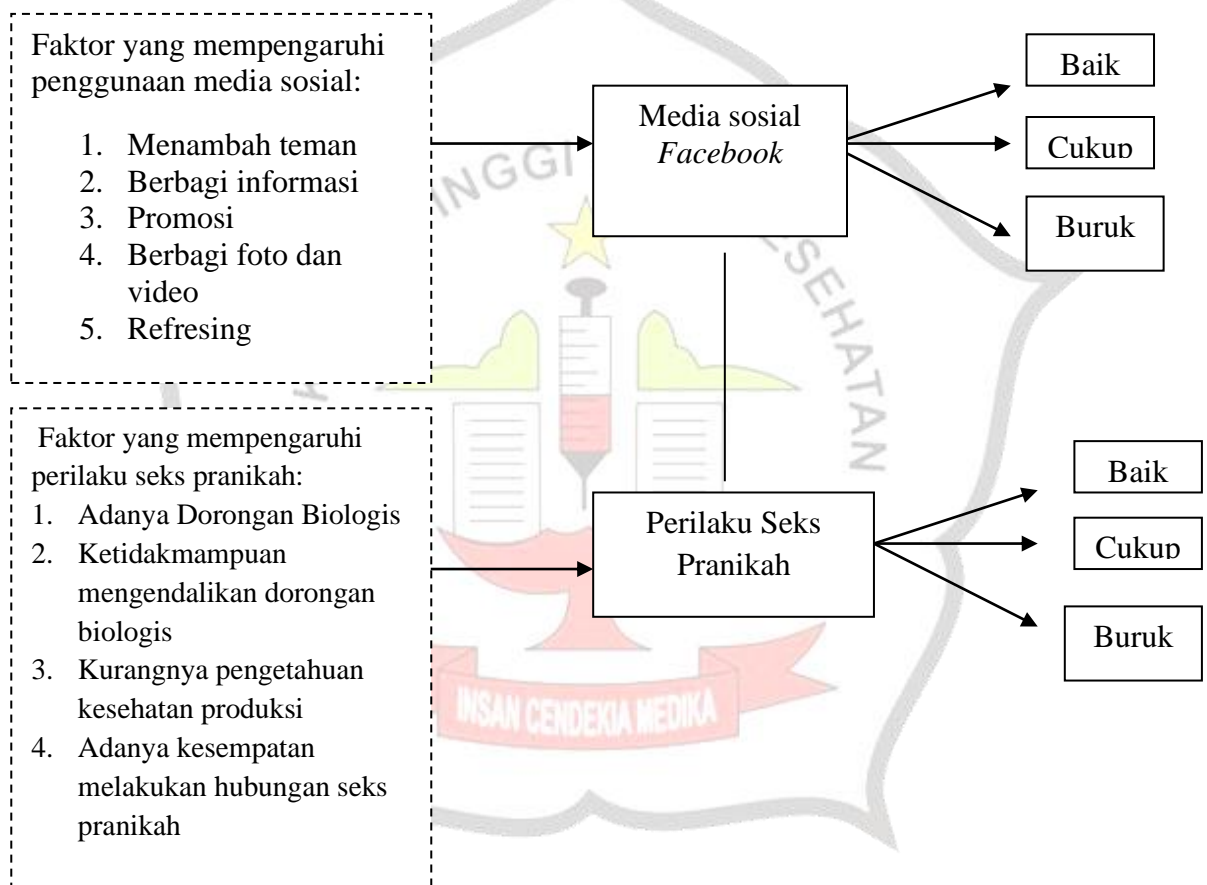 Faktor yang mempengaruhi
penggunaan media sosial:
1. Menambah teman
2. Berbagi informasi
3. Promosi
4. Berbagi foto dan
video
5. Refresing
Media sosial
Facebook
Baik
Cukup
Buruk
Faktor yang mempengaruhi
perilaku seks pranikah:
1. Adanya Dorongan Biologis
2. Ketidakmampuan
mengendalikan dorongan
biologis
3. Kurangnya pengetahuan
kesehatan produksi
4. Adanya kesempatan
melakukan hubungan seks
pranikah
Perilaku Seks
Pranikah
Baik
Cukup
Buruk
INSAN CENDEKIA MEDIKA